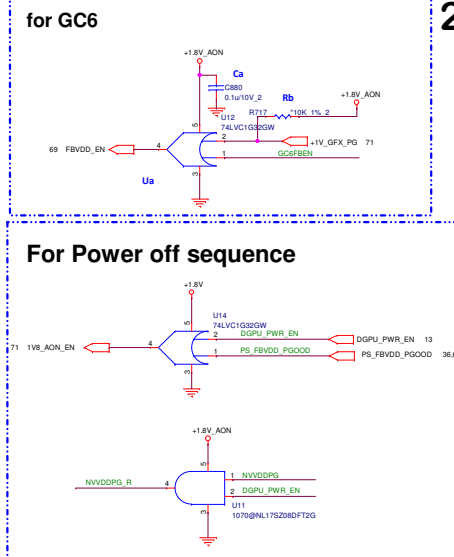 for GC6
2
+1.8V_AON
Ca
C880
0.1u/10V_2
Rb
+1.8V_AON
R717
*10K_1%_2
5
U12
74LVC1G32GW
69 FBVDD_EN
4
2
+1V_GFX_PG 71
1
GC6FBEN
3
Ua
For Power off sequence
+1.8V
5
U14
74LVC1G32GW
2
DGPU_PWR_EN
DGPU_PWR_EN 13
71 1V8_AON_EN
4
1
PS_FBVDD_PGOOD
PS_FBVDD_PGOOD 36,
3
+1.8V_AON
5
NVVDDPG_R
4
1
NVVDDPG
2
DGPU_PWR_EN
3
U11
1070@NL17SZ08DFT2G